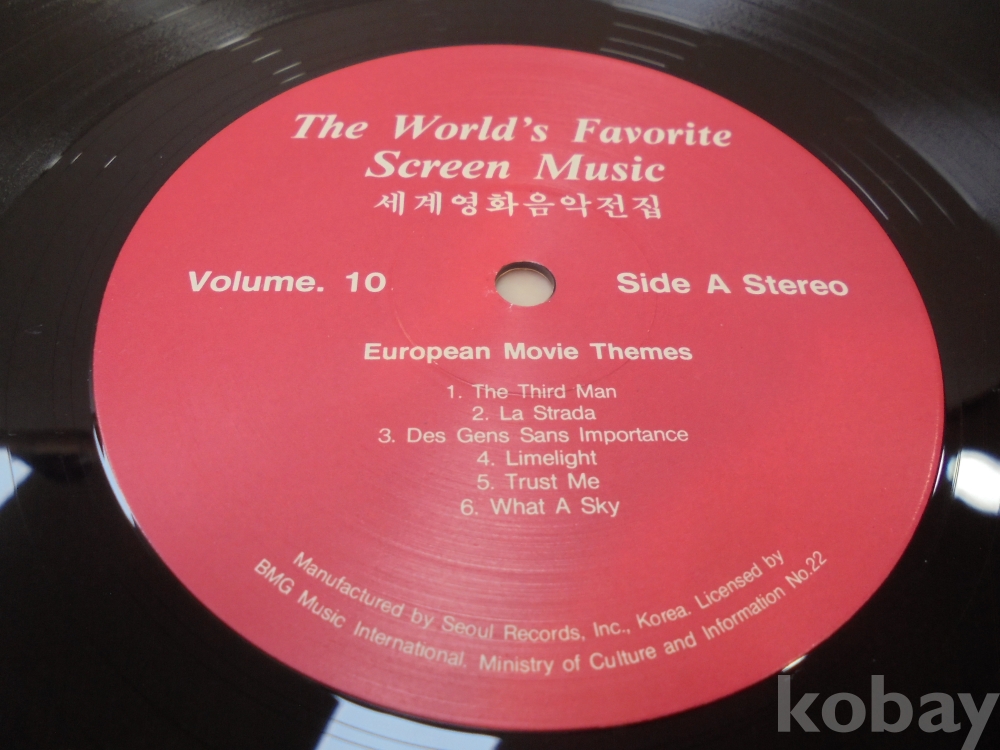 The World's Favorite
Screen Music
세계영화음악전집
Volume. 10
Side A Stereo
European Movie Themes
1. The Third Man
2. La Strada
3. Des Gens Sans Importance
4. Limelight
5. Trust Me
6. What A Sky
Manufactured by Seoul Records, Inc., Korea. Licensed by
BMG Music International. Ministry of Culture and Information No.22
kobay